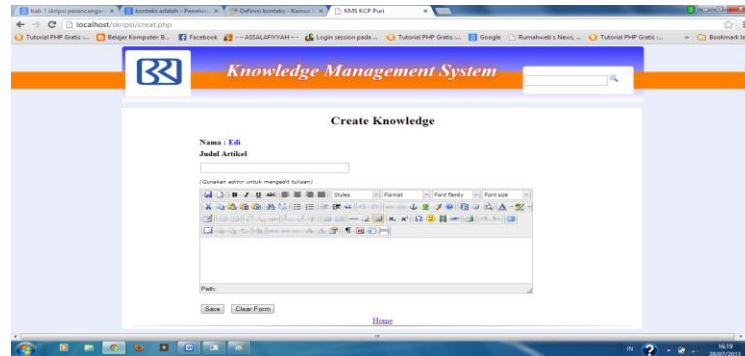 bab 1 skripsi perancangan
konteks adalah - Penelus
Definisi konteks - Kamus
KMS KCP Puri
localhost/skripsi/creat.php
Tutorial PHP Gratis :...
Belajar Komputer: B...
Facebook
-- ASSALAFIYYAH --
Login session pada ...
Tutorial PHP Gratis :...
Google
Rumahweb's News, ...
Tutorial PHP Gratis :...
Bookmark la
Knowledge Management System
Create Knowledge
Nama : Edi
Judul Artikel
(Gunakan editor untuk mengedit tulisan)
Styles
Format
Font family
Font size
Path:
Save
Clear Form
Home
IN
16:19
28/07/2013